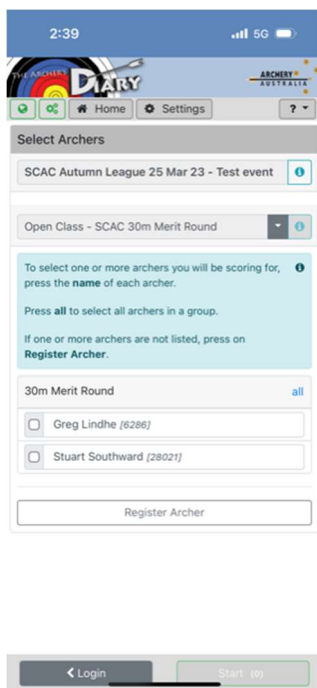 2:39
5G
THE ARCHERS DIARY
ARCHERY
AUSTRALIA
Home
Settings
?
Select Archers
SCAC Autumn League 25 Mar 23 - Test event
Open Class - SCAC 30m Merit Round
To select one or more archers you will be scoring for,
press the name of each archer.
Press all to select all archers in a group.
If one or more archers are not listed, press on
Register Archer.
30m Merit Round
all
Greg Lindhe [6286]
Stuart Southward [28021]
Register Archer
Login
Start (0)